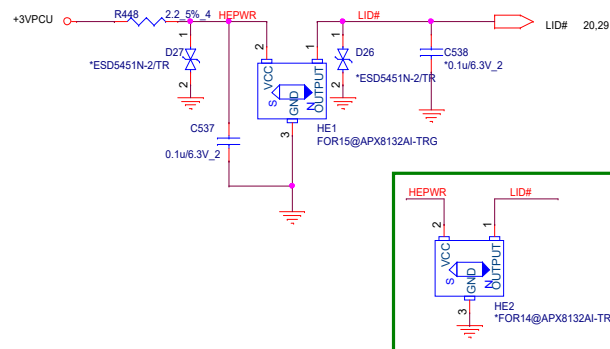 +3VPCU
R448
2.2_5%_4
HEPWR
LID#
LID# 20,29
1
D27
2
*ESD5451N-2/TR
2
1
VCC
OUTPUT
S
N
GND
3
HE1
FOR15@APX8132AI-TRG
1
D26
*ESD5451N-2/TR
2
C538
*0.1u/6.3V_2
C537
0.1u/6.3V_2
HEPWR
LID#
2
1
VCC
OUTPUT
S
N
GND
3
HE2
*FOR14@APX8132AI-TR